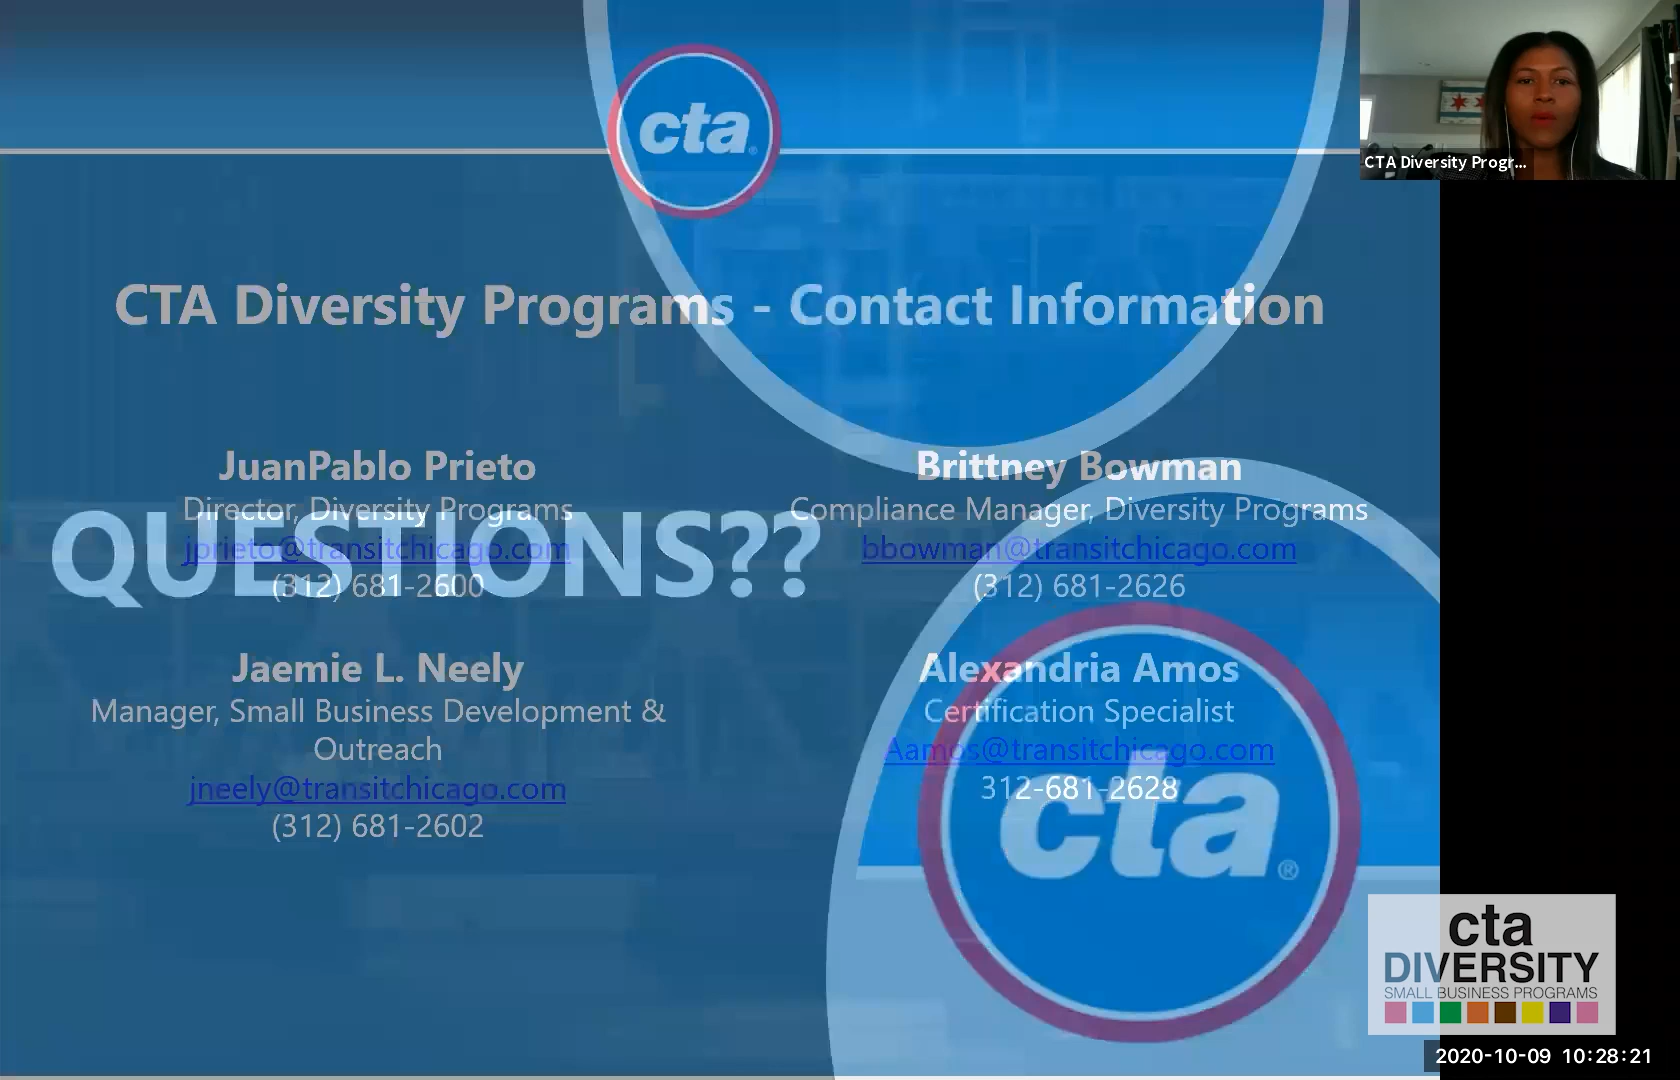 cta
CTA Diversity Progr...
CTA Diversity Programs - Contact Information
JuanPablo Prieto
Director, Diversity Programs
jprieto@transitchicago.com
(312) 681-2600
Brittney Bowman
Compliance Manager, Diversity Programs
bbowman@transitchicago.com
(312) 681-2626
QUESTIONS??
Jaemie L. Neely
Manager, Small Business Development &
Outreach
jneely@transitchicago.com
(312) 681-2602
Alexandria Amos
Certification Specialist
Aamos@transitchicago.com
312-681-2628
cta®
cta
DIVERSITY
SMALL BUSINESS PROGRAMS
2020-10-09 10:28:21